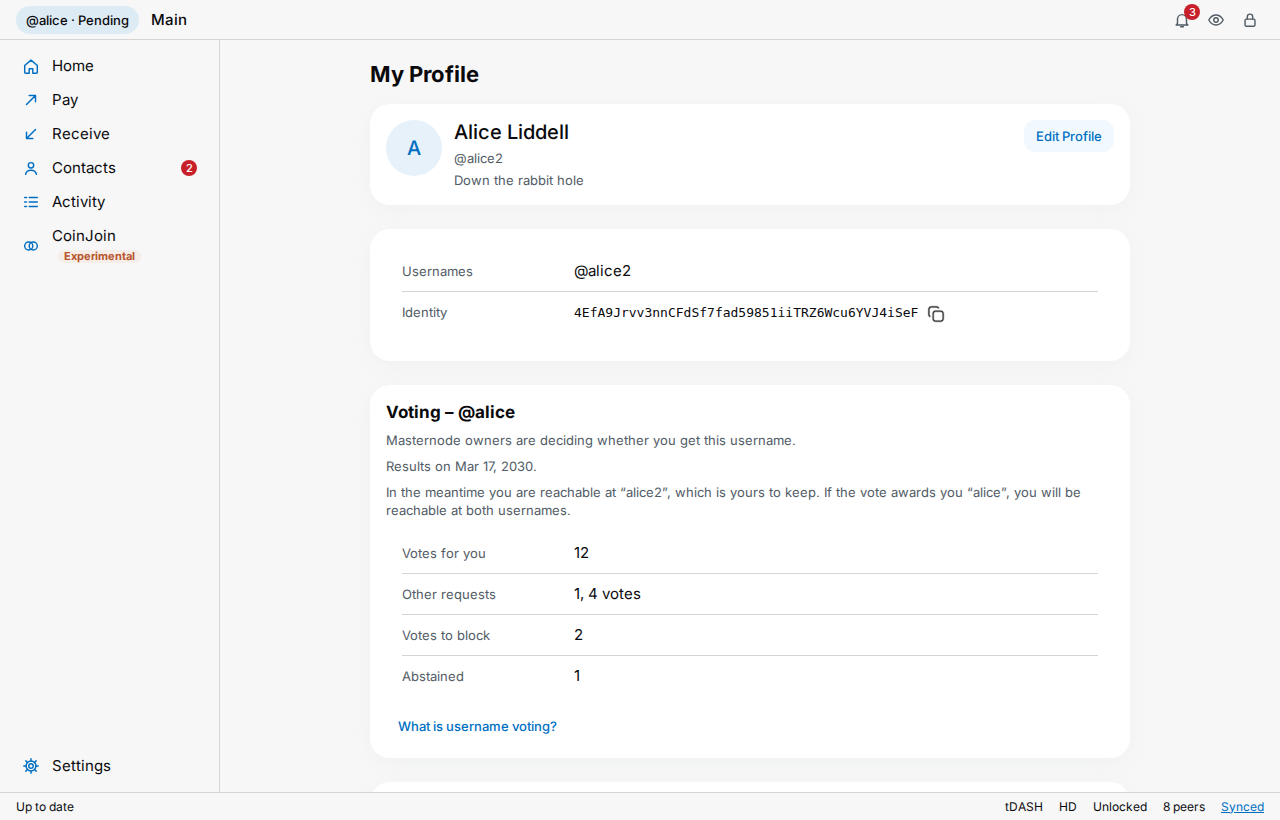 @alice · Pending
Main
3
Home
Pay
Receive
Contacts
2
Activity
CoinJoin
Experimental
Settings
My Profile
A
Alice Liddell
@alice2
Down the rabbit hole
Edit Profile
Usernames
@alice2
Identity
4EfA9Jrvv3nnCFdSf7fad59851iiTRZ6Wcu6YVJ4iSeF
Voting – @alice
Masternode owners are deciding whether you get this username.
Results on Mar 17, 2030.
In the meantime you are reachable at “alice2”, which is yours to keep. If the vote awards you “alice”, you will be
reachable at both usernames.
Votes for you
12
Other requests
1, 4 votes
Votes to block
2
Abstained
1
What is username voting?
Up to date
tDASH
HD
Unlocked
8 peers
Synced